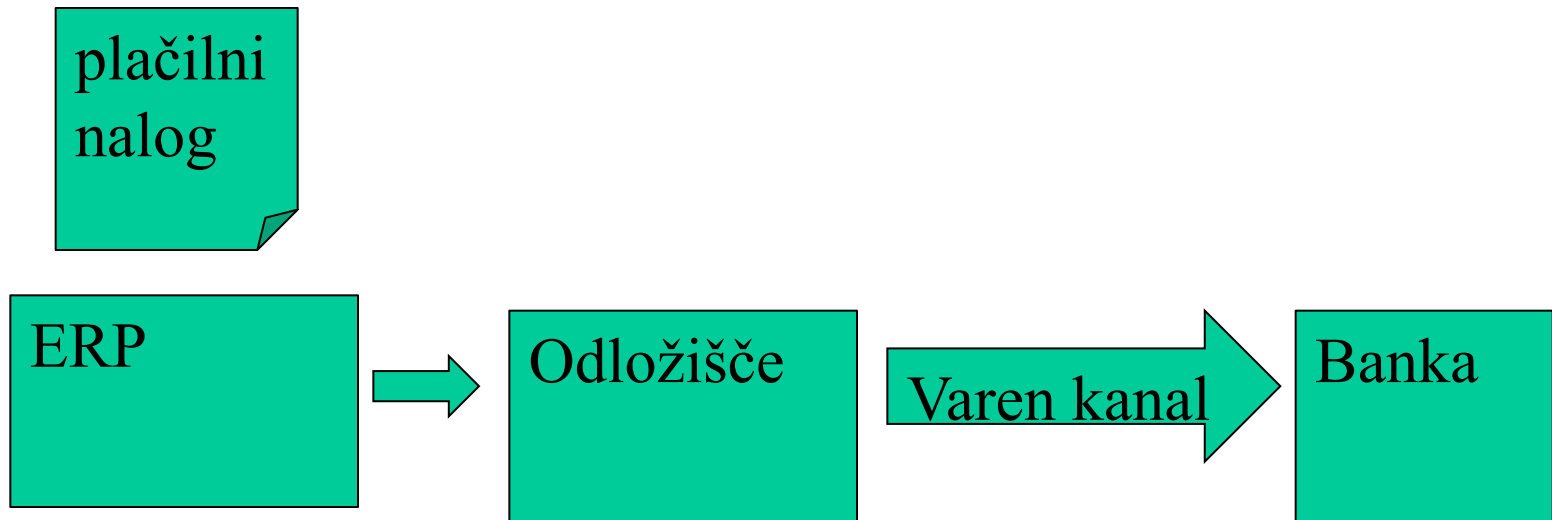 plačilni
nalog
ERP
Odložišče
Varen kanal
Banka